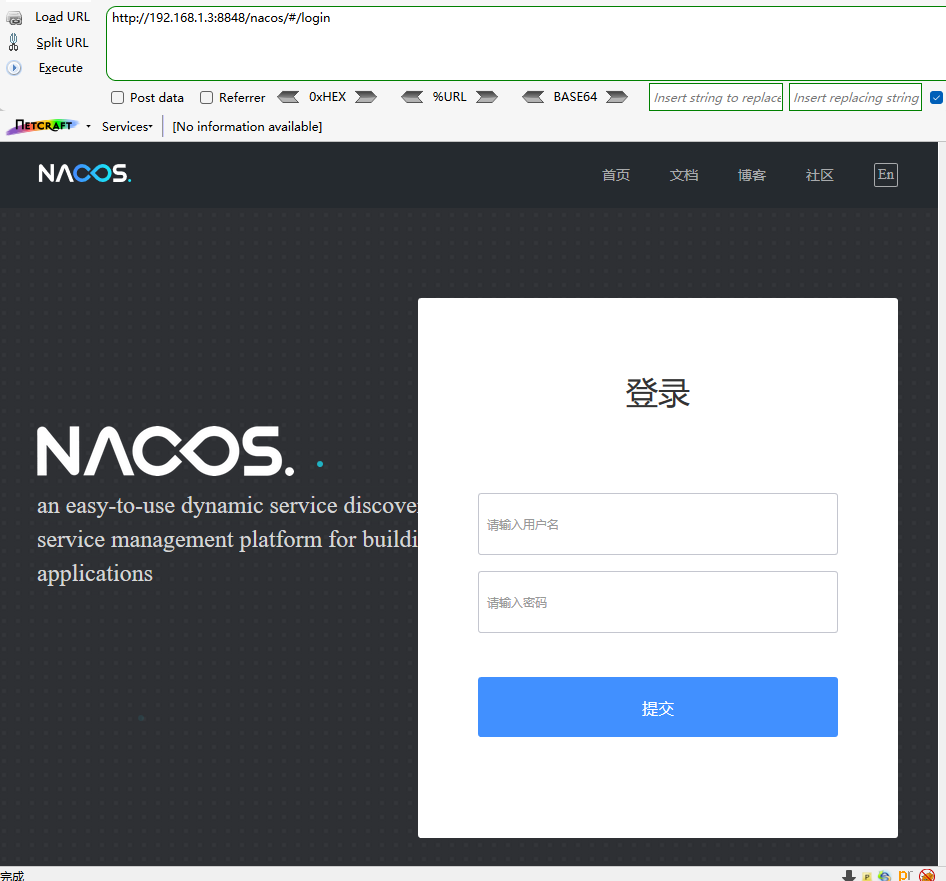 Load URL
http://192.168.1.3:8848/nacos/#/login
Split URL
Execute
Post data Referrer 0xHEX %URL BASE64 Insert string to replace Insert replacing string
NETCRAFT Services [No information available]
NACOS. 首页 文档 博客 社区 En
登录
NACOS.
an easy-to-use dynamic service discove
service management platform for buildi
applications
请输入用户名
请输入密码
提交
完成